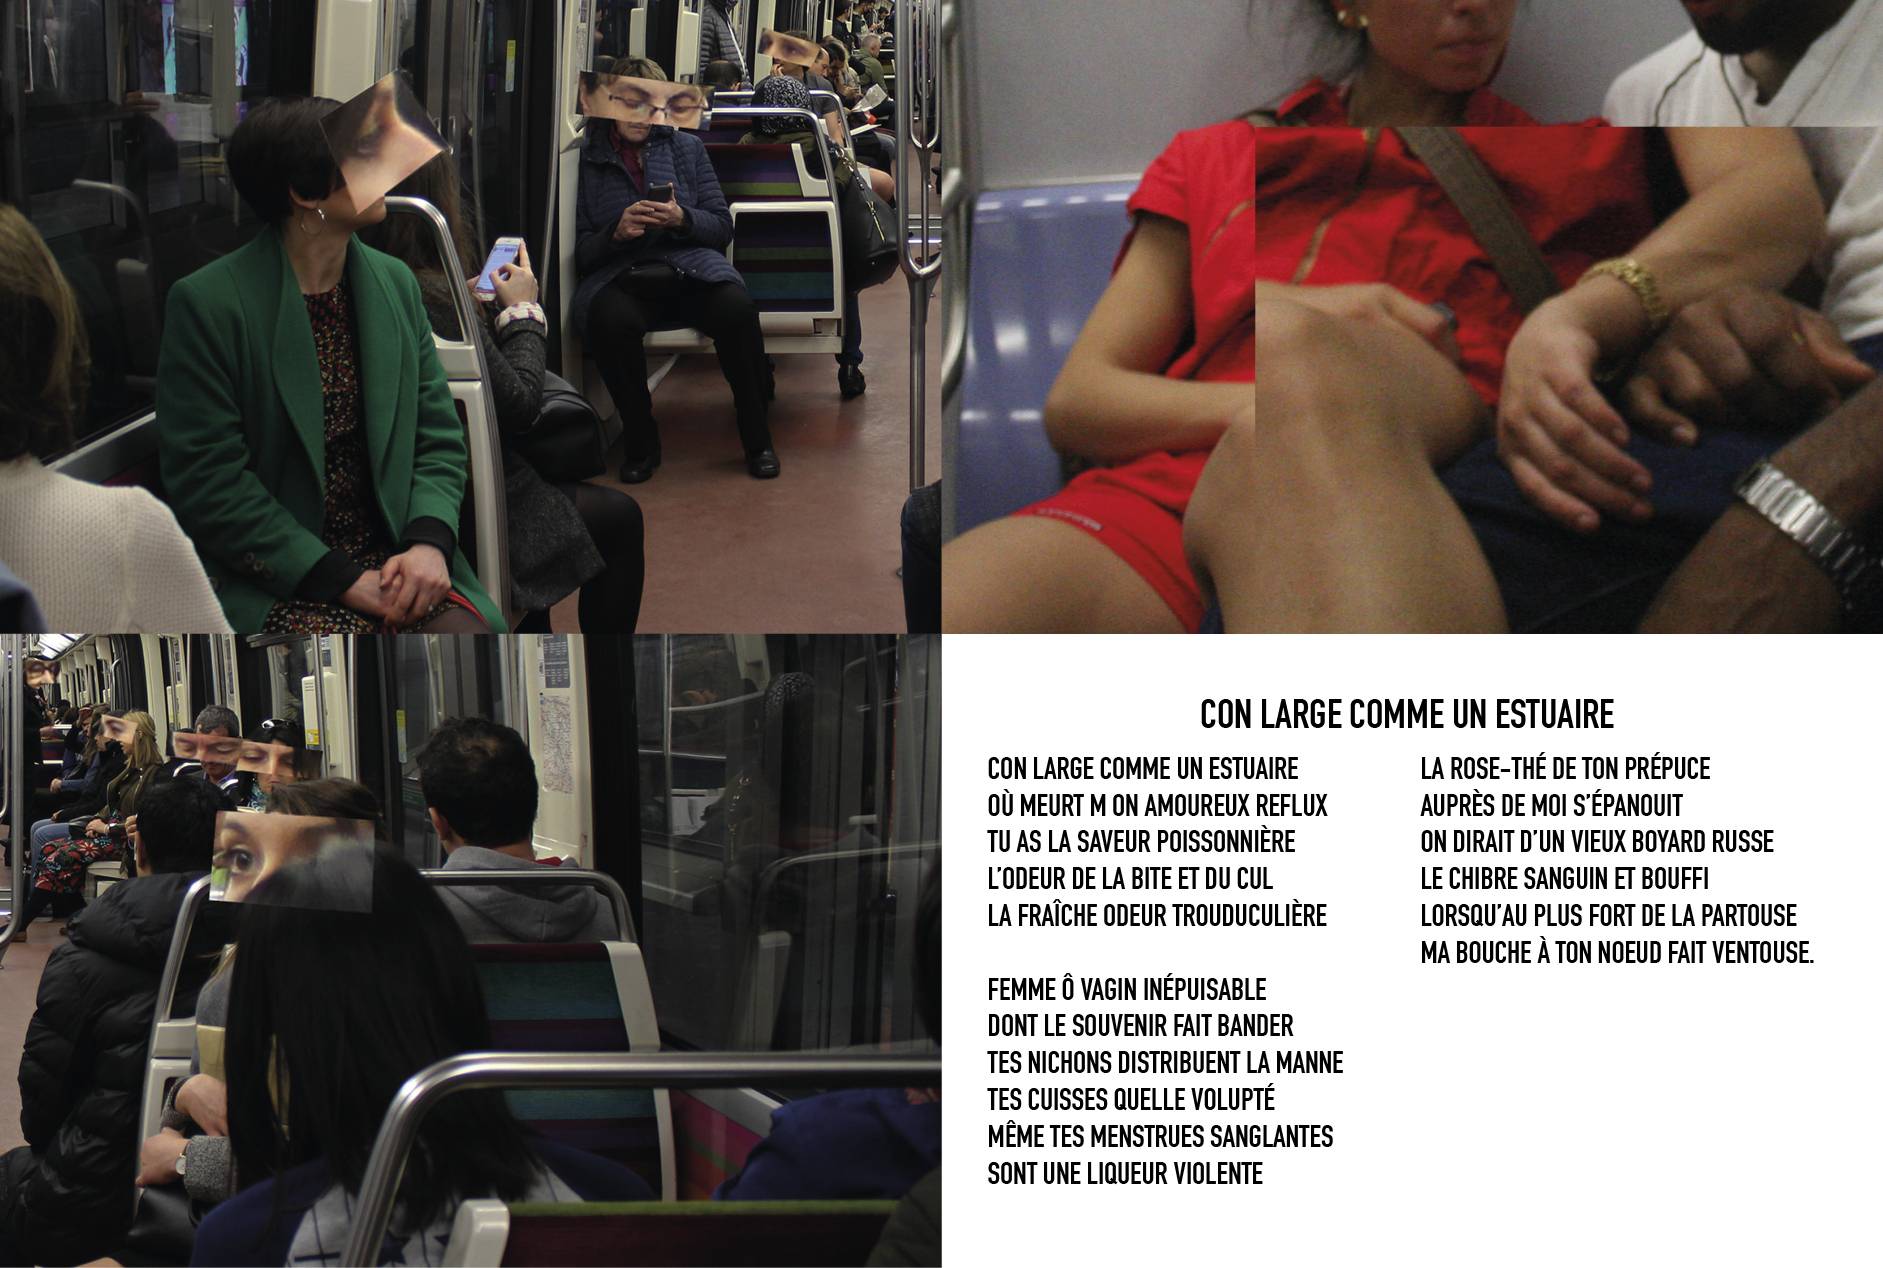 CON LARGE COMME UN ESTUAIRE
CON LARGE COMME UN ESTUAIRE
OÙ MEURT M ON AMOUREUX REFLUX
TU AS LA SAVEUR POISSONNIÈRE
L'ODEUR DE LA BITE ET DU CUL
LA FRAÎCHE ODEUR TROUDUCULIÈRE
FEMME Ô VAGIN INÉPUISABLE
DONT LE SOUVENIR FAIT BANDER
TES NICHONS DISTRIBUENT LA MANNE
TES CUISSES QUELLE VOLUPTÉ
MÊME TES MENSTRUES SANGLANTES
SONT UNE LIQUEUR VIOLENTE
LA ROSE-THÉ DE TON PRÉPUCE
AUPRÈS DE MOI S'ÉPANOUIT
ON DIRAIT D'UN VIEUX BOYARD RUSSE
LE CHIBRE SANGUIN ET BOUFFI
LORSQU'AU PLUS FORT DE LA PARTOUSE
MA BOUCHE À TON NOEUD FAIT VENTOUSE.